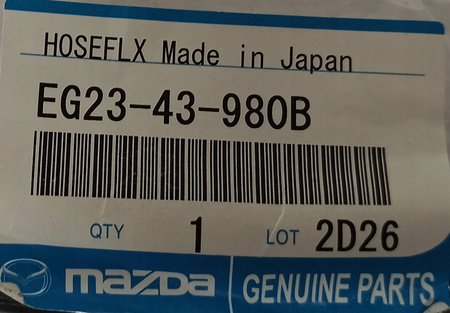 HOSEFLX Made in Japan
EG23-43-980B
QTY 1 LOT 2D26
mazda GENUINE PARTS